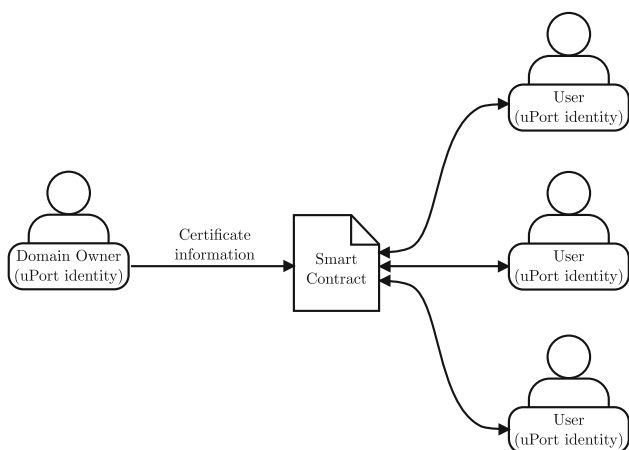 User
(uPort identity)
Domain Owner
(uPort identity)
Certificate
information
Smart
Contract
User
(uPort identity)
User
(uPort identity)